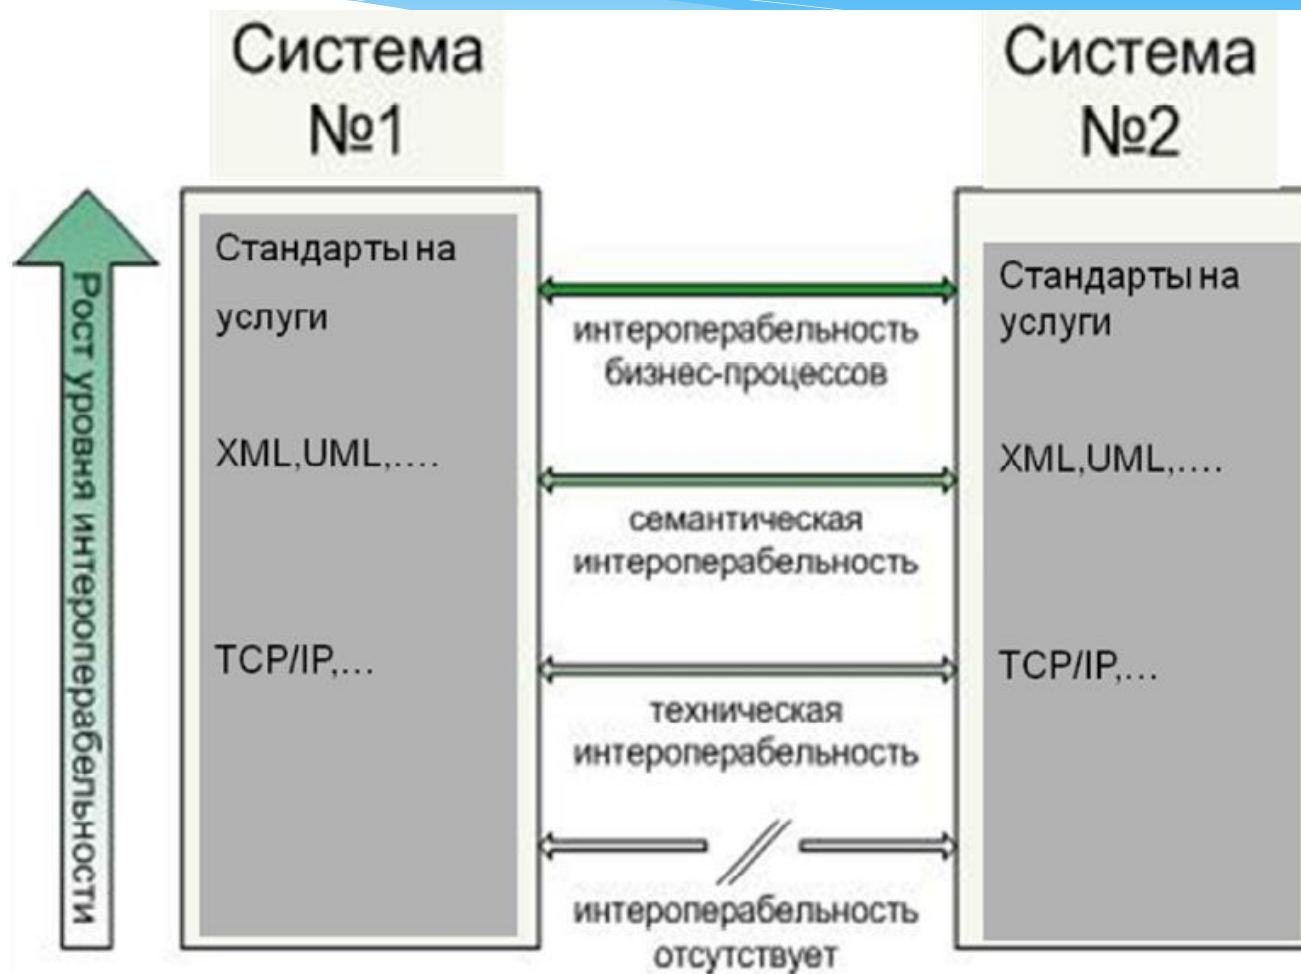 Система
№1
Система
№2
Рост уровня интероперабельности
Стандарты на
услуги
XML,UML,....
TCP/IP,...
интероперабельность
бизнес-процессов
семантическая
интероперабельность
техническая
интероперабельность
интероперабельность
отсутствует
Стандарты на
услуги
XML,UML,....
TCP/IP,...